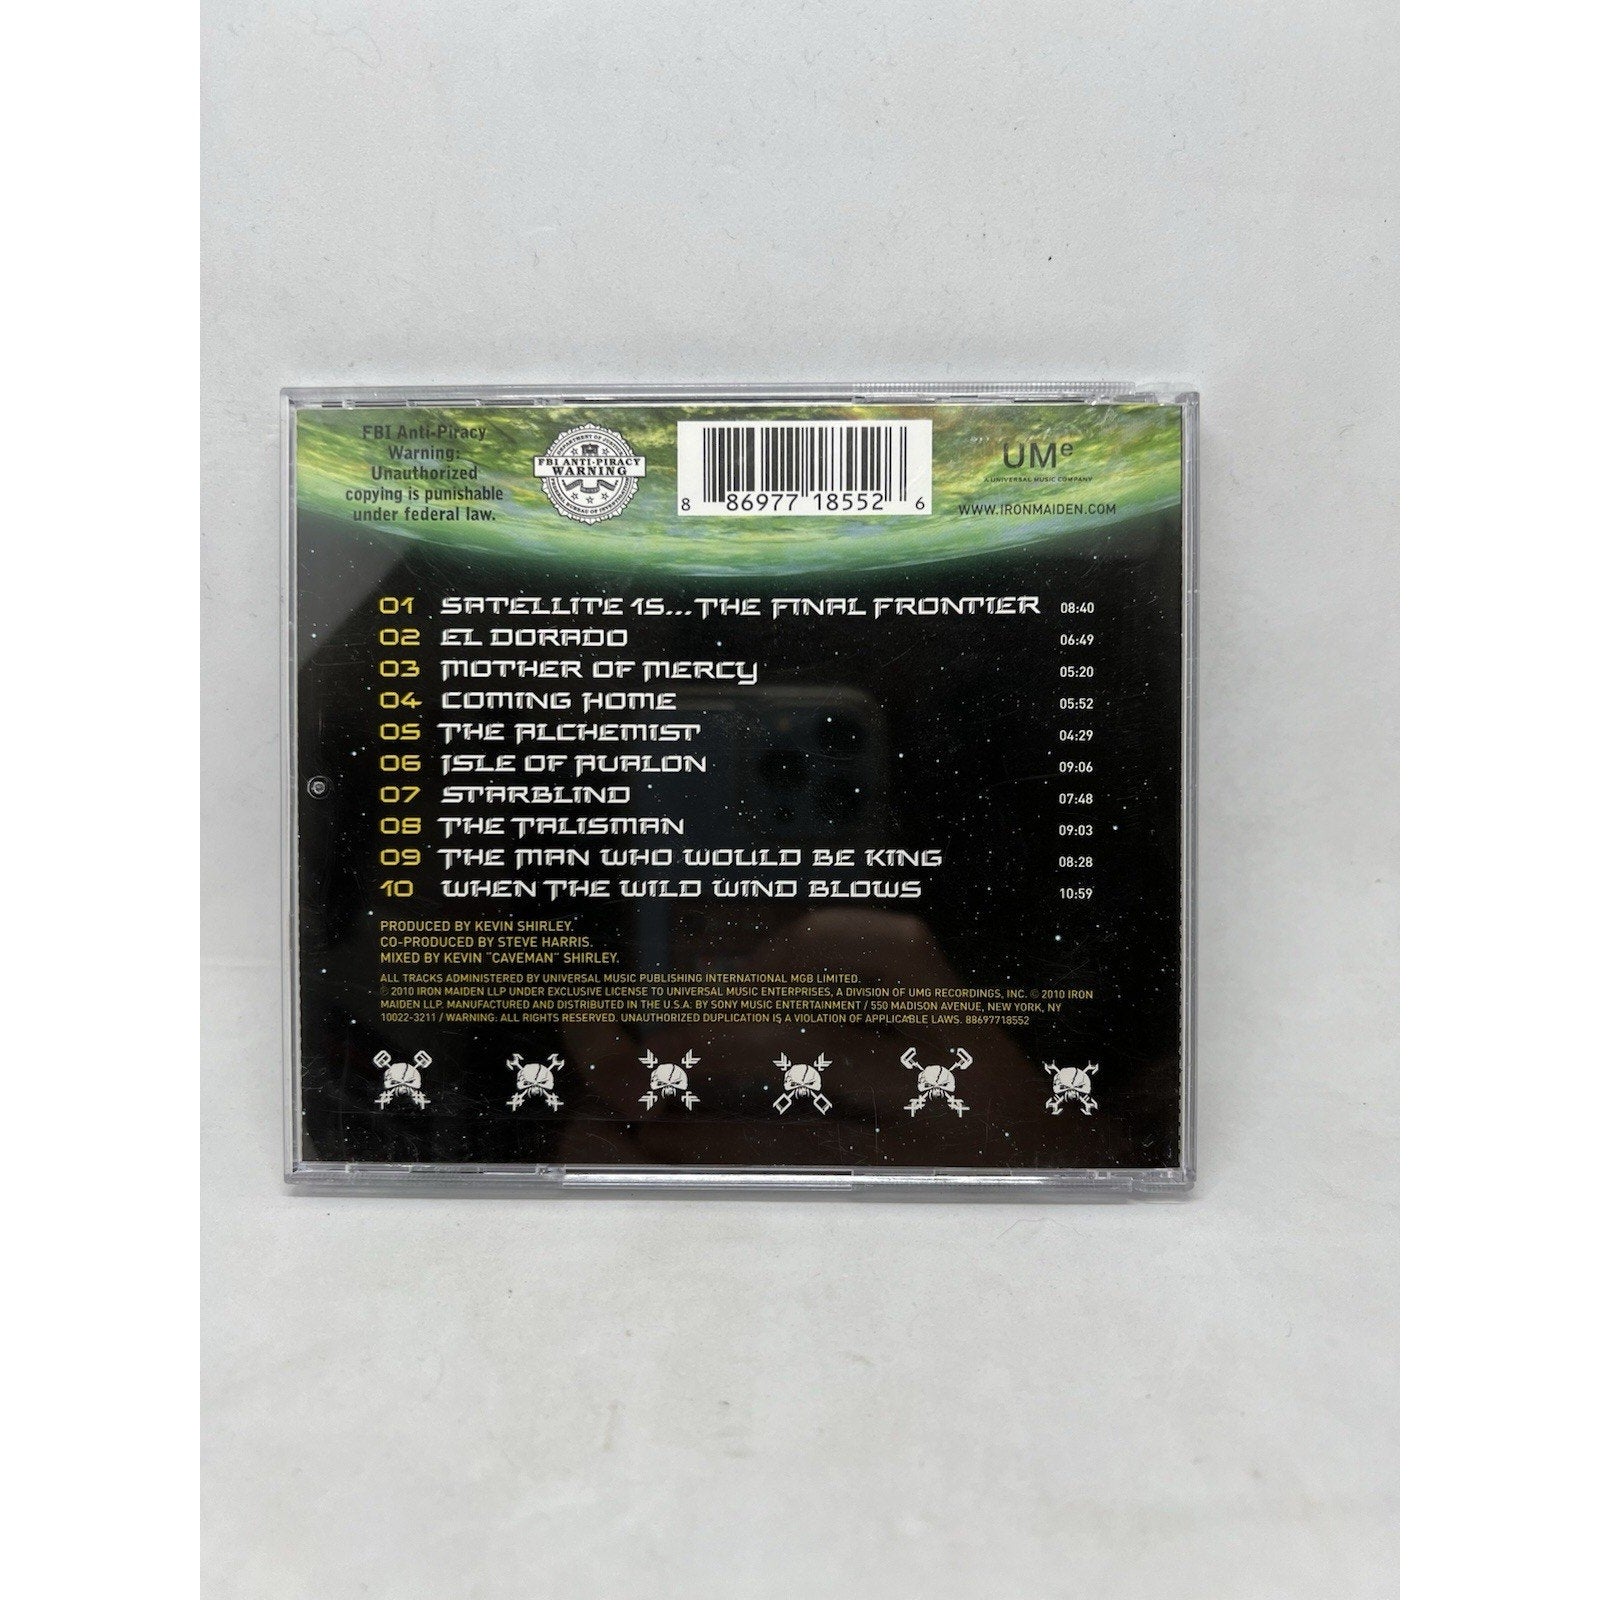 FBI Anti-Piracy
Warning:
Unauthorized
copying is punishable
under federal law.
DEPARTMENT OF JUSTICE
FBI ANTI-PIRACY
WARNING
FEDERAL BUREAU OF INVESTIGATION
8 86977 18552 6
UMe
A UNIVERSAL MUSIC COMPANY
WWW.IRONMAIDEN.COM
01 SATELLITE 15...THE FINAL FRONTIER 08:40
02 EL DORADO 06:49
03 MOTHER OF MERCY 05:20
04 COMING HOME 05:52
05 THE ALCHEMIST 04:29
06 ISLE OF AVALON 09:06
07 STARBLIND 07:48
08 THE TALISMAN 09:03
09 THE MAN WHO WOULD BE KING 08:28
10 WHEN THE WILD WIND BLOWS 10:59
PRODUCED BY KEVIN SHIRLEY.
CO-PRODUCED BY STEVE HARRIS.
MIXED BY KEVIN "CAVEMAN" SHIRLEY.
ALL TRACKS ADMINISTERED BY UNIVERSAL MUSIC PUBLISHING INTERNATIONAL MGB LIMITED.
℗ 2010 IRON MAIDEN LLP UNDER EXCLUSIVE LICENSE TO UNIVERSAL MUSIC ENTERPRISES, A DIVISION OF UMG RECORDINGS, INC. © 2010 IRON
MAIDEN LLP. MANUFACTURED AND DISTRIBUTED IN THE U.S.A. BY SONY MUSIC ENTERTAINMENT / 550 MADISON AVENUE, NEW YORK, NY
10022-3211 / WARNING: ALL RIGHTS RESERVED. UNAUTHORIZED DUPLICATION IS A VIOLATION OF APPLICABLE LAWS. 88697718552